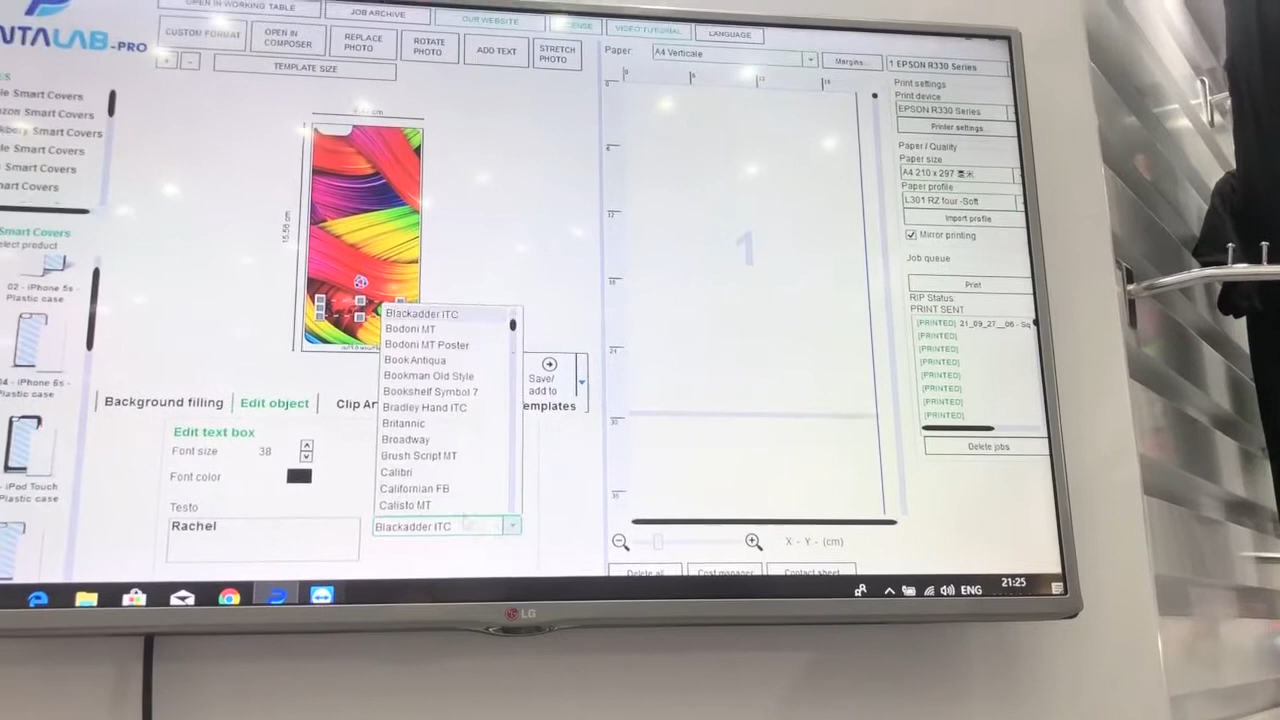 OPEN IN WORKING TABLE
JOB ARCHIVE
OUR WEBSITE
VIDEO TUTORIAL
LANGUAGE
NTALAB-PRO
CUSTOM FORMAT
OPEN IN
COMPOSER
REPLACE
PHOTO
ROTATE
PHOTO
ADD TEXT
STRETCH
PHOTO
+
-
TEMPLATE SIZE
Paper:
A4 Verticale
Margins...
1 EPSON R330 Series
Print settings
Print device
EPSON R330 Series
Printer settings...
Paper / Quality
Paper size
A4 210 x 297 毫米
Paper profile
L301 RZ four -Soft
Import profile
Mirror printing
Job queue
Print
RIP Status:
PRINT SENT
[PRINTED] 21_09_27__06 - Sq
[PRINTED]
[PRINTED]
[PRINTED]
[PRINTED]
[PRINTED]
[PRINTED]
[PRINTED]
Delete jobs
le Smart Covers
zon Smart Covers
kberry Smart Covers
le Smart Covers
Smart Covers
mart Covers
Smart Covers
elect product
02 - iPhone 5s -
Plastic case
04 - iPhone 6s -
Plastic case
- iPod Touch
Plastic case
15.58 cm
1
Background filling
Edit object
Clip Ar
Save/
add to
emplates
Edit text box
Font size
38
Font color
Testo
Rachel
Blackadder ITC
Bodoni MT
Bodoni MT Poster
Book Antiqua
Bookman Old Style
Bookshelf Symbol 7
Bradley Hand ITC
Britannic
Broadway
Brush Script MT
Calibri
Californian FB
Calisto MT
Blackadder ITC
X - Y - (cm)
Delete all
Cost manager
Contact sheet
ENG
21:25
LG